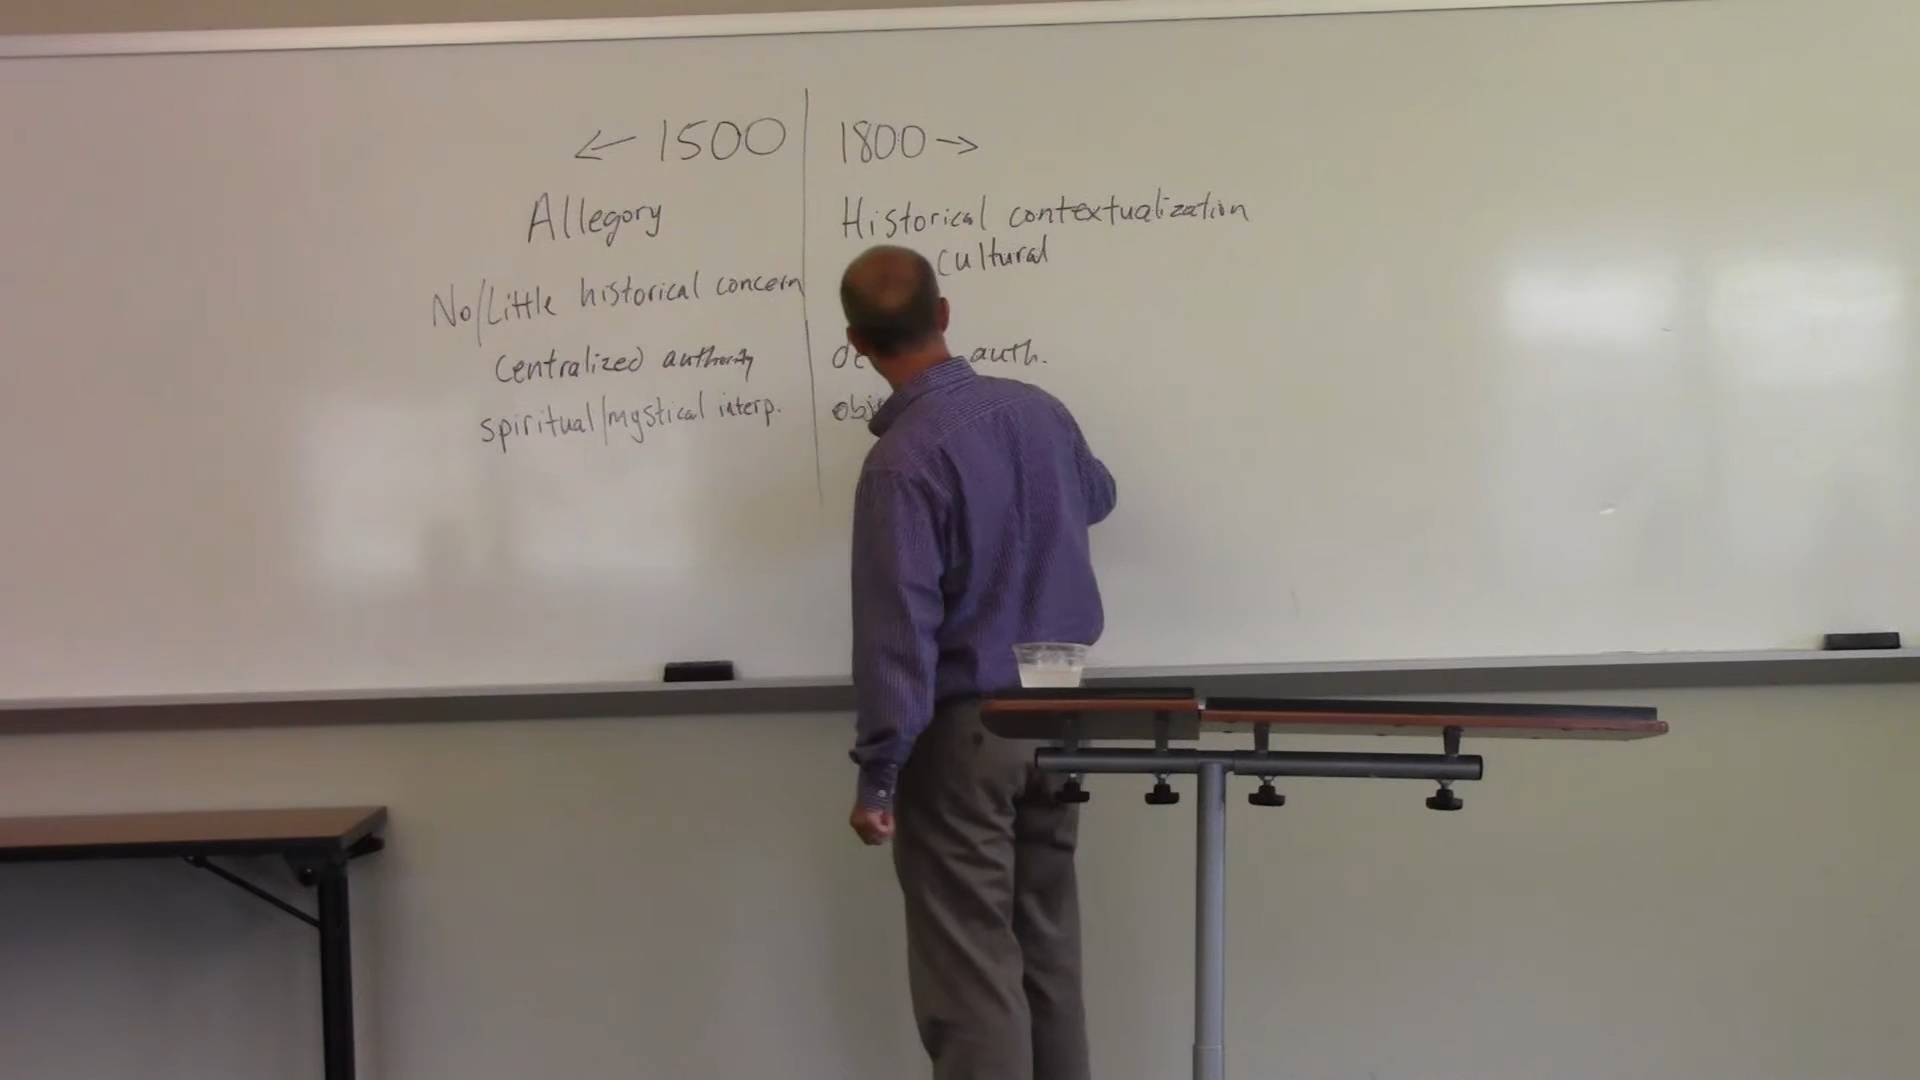 ← 1500
Allegory
No/Little historical concern
Centralized authority
spiritual/mystical interp.
1800 →
Historical contextualization
cultural
auth.